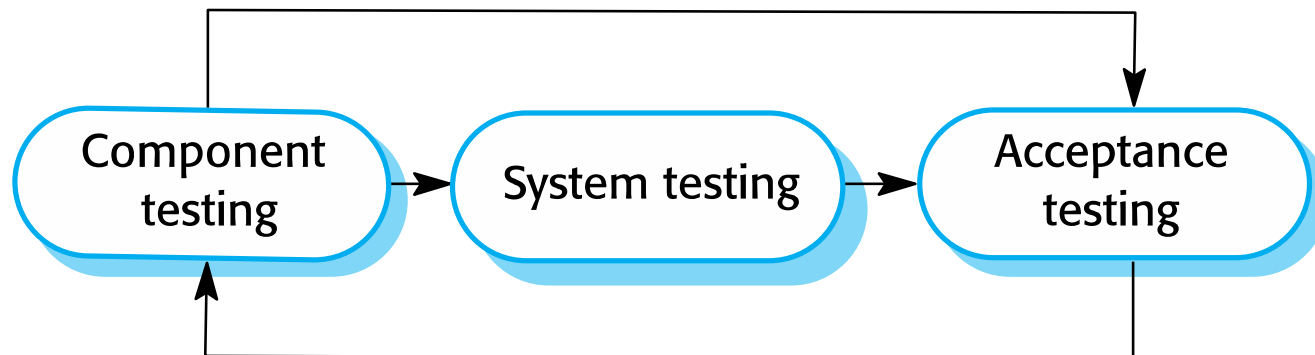 Component
testing
System testing
Acceptance
testing